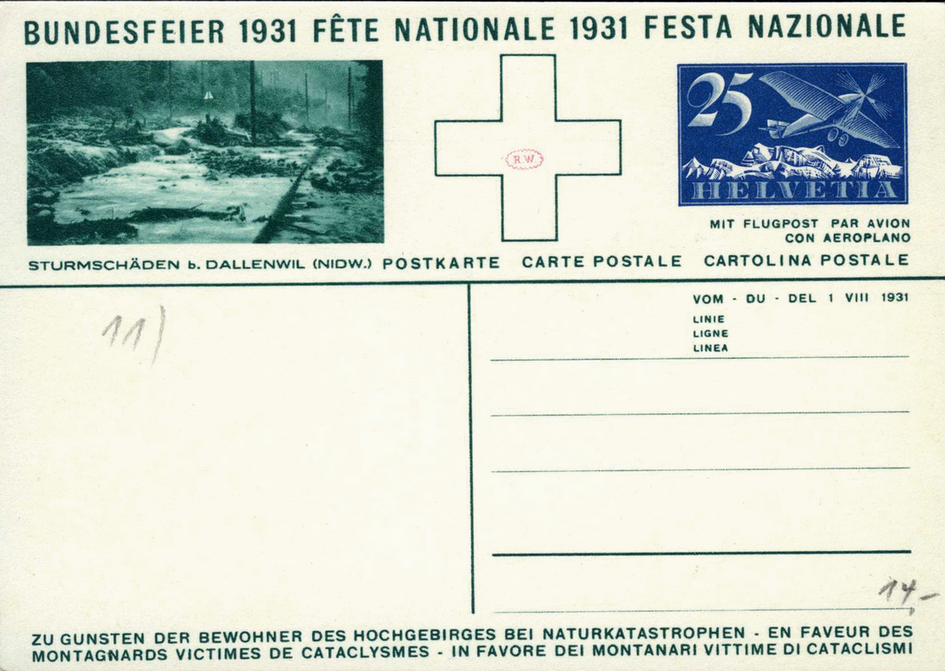 BUNDESFEIER 1931 FÊTE NATIONALE 1931 FESTA NAZIONALE
25
HELVETIA
R.W.
MIT FLUGPOST PAR AVION
CON AEROPLANO
STURMSCHÄDEN b. DALLENWIL (NIDW.) POSTKARTE CARTE POSTALE CARTOLINA POSTALE
VOM - DU - DEL 1 VIII 1931
LINIE
LIGNE
LINEA
11)
14.-
ZU GUNSTEN DER BEWOHNER DES HOCHGEBIRGES BEI NATURKATASTROPHEN - EN FAVEUR DES
MONTAGNARDS VICTIMES DE CATACLYSMES - IN FAVORE DEI MONTANARI VITTIME DI CATACLISMI